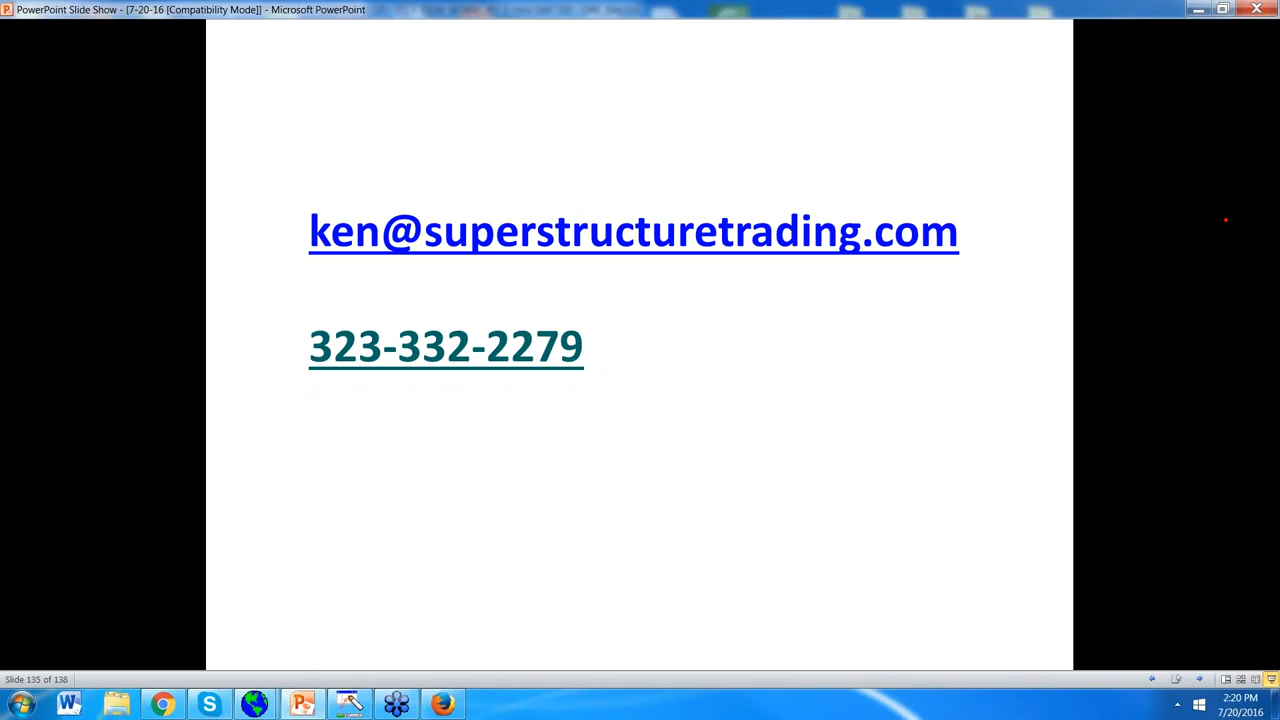 PowerPoint Slide Show - [7-20-16 [Compatibility Mode]] - Microsoft PowerPoint
ken@superstructuretrading.com
323-332-2279
Slide 135 of 138
2:20 PM
7/20/2016